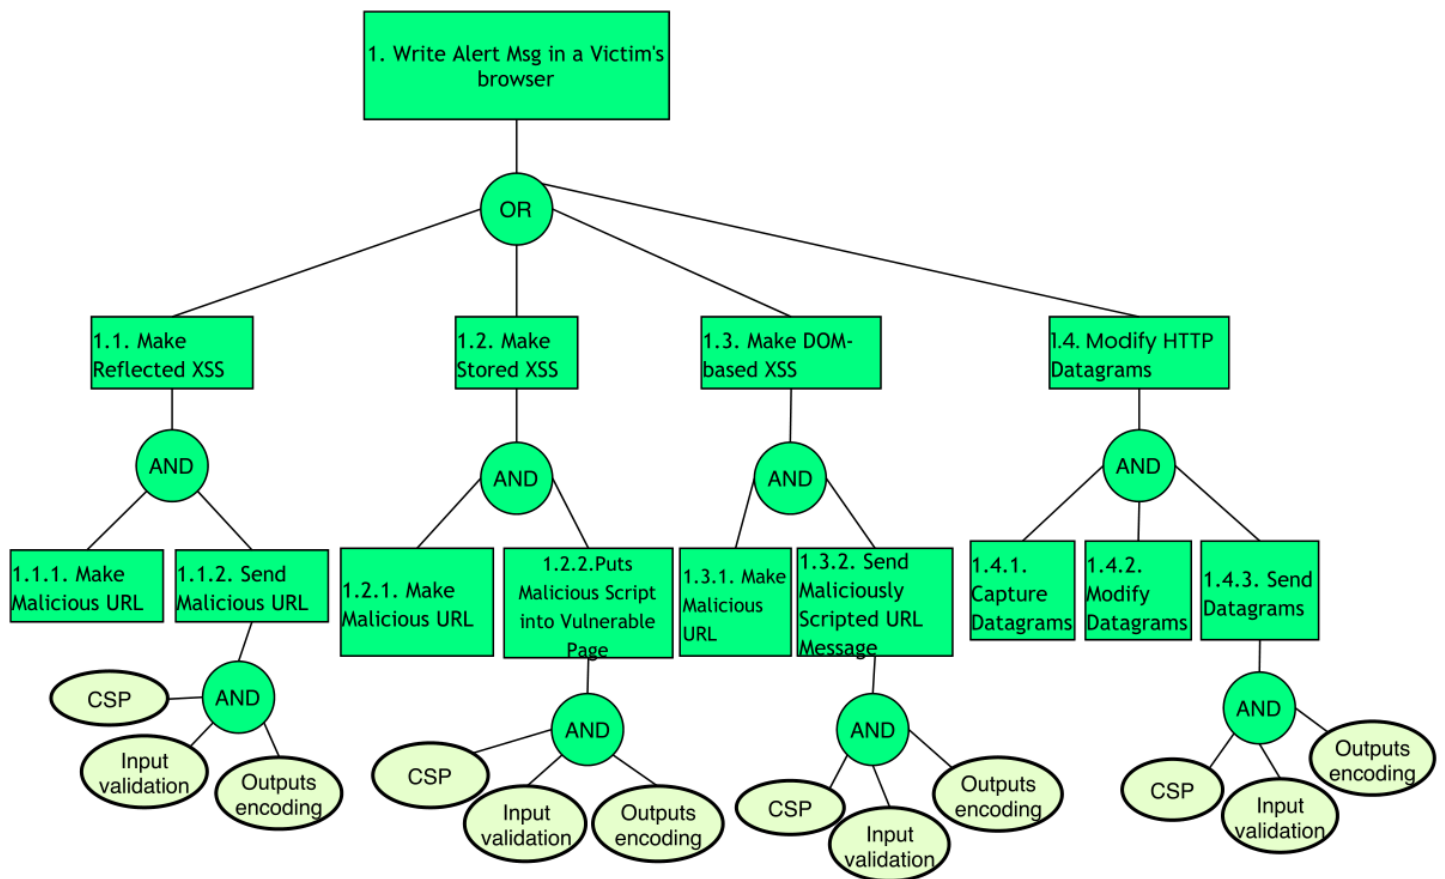 1. Write Alert Msg in a Victim's
browser
OR
1.1. Make
Reflected XSS
1.2. Make
Stored XSS
1.3. Make DOM-
based XSS
1.4. Modify HTTP
Datagrams
AND
AND
AND
AND
1.1.1. Make
Malicious URL
1.1.2. Send
Malicious URL
1.2.1. Make
Malicious URL
1.2.2.Puts
Malicious Script
into Vulnerable
Page
1.3.1. Make
Malicious
URL
1.3.2. Send
Maliciously
Scripted URL
Message
1.4.1.
Capture
Datagrams
1.4.2.
Modify
Datagrams
1.4.3. Send
Datagrams
AND
CSP
Input
validation
Outputs
encoding
AND
CSP
Input
validation
Outputs
encoding
AND
CSP
Input
validation
Outputs
encoding
AND
CSP
Input
validation
Outputs
encoding